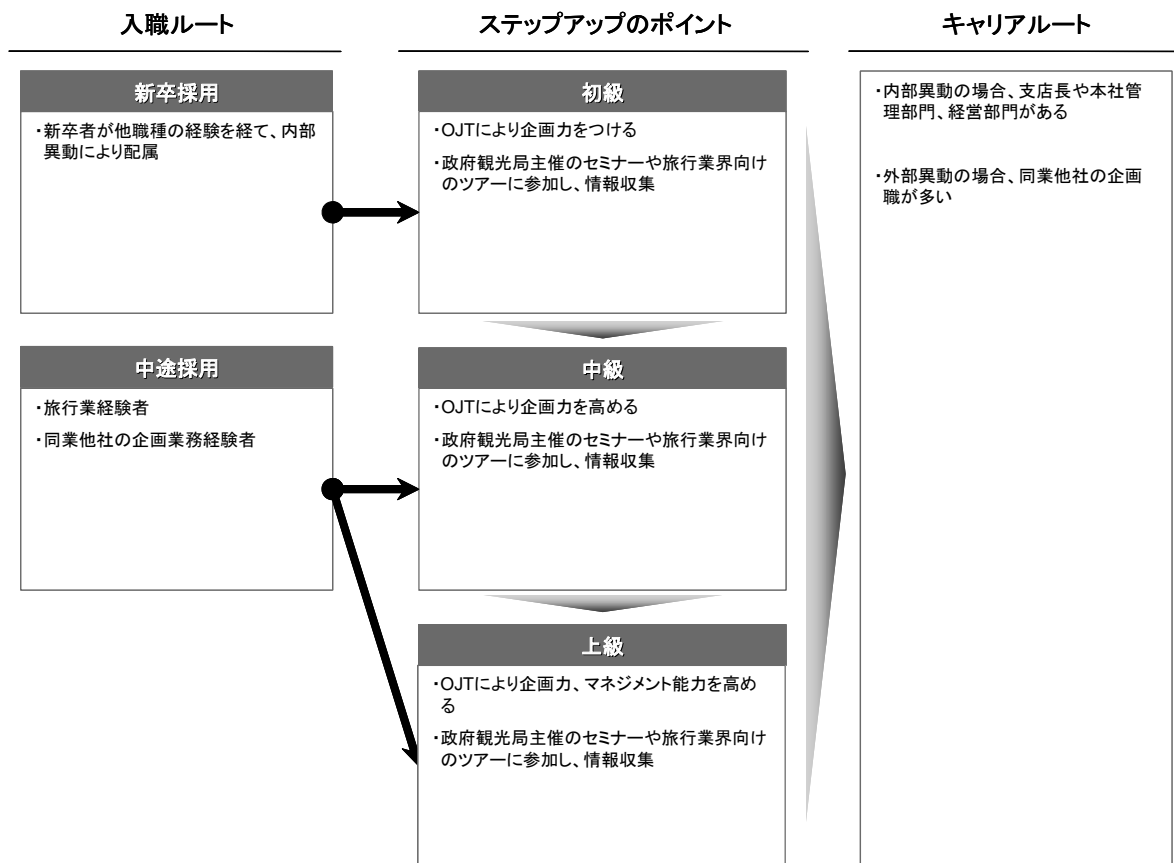 入職ルート
ステップアップのポイント
キャリアルート
新卒採用
・新卒者が他職種の経験を経て、内部
異動により配属
初級
・OJTにより企画力をつける
・政府観光局主催のセミナーや旅行業界向け
のツアーに参加し、情報収集
・内部異動の場合、支店長や本社管
理部門、経営部門がある
・外部異動の場合、同業他社の企画
職が多い
中途採用
・旅行業経験者
・同業他社の企画業務経験者
中級
・OJTにより企画力を高める
・政府観光局主催のセミナーや旅行業界向け
のツアーに参加し、情報収集
上級
・OJTにより企画力、マネジメント能力を高め
る
・政府観光局主催のセミナーや旅行業界向け
のツアーに参加し、情報収集